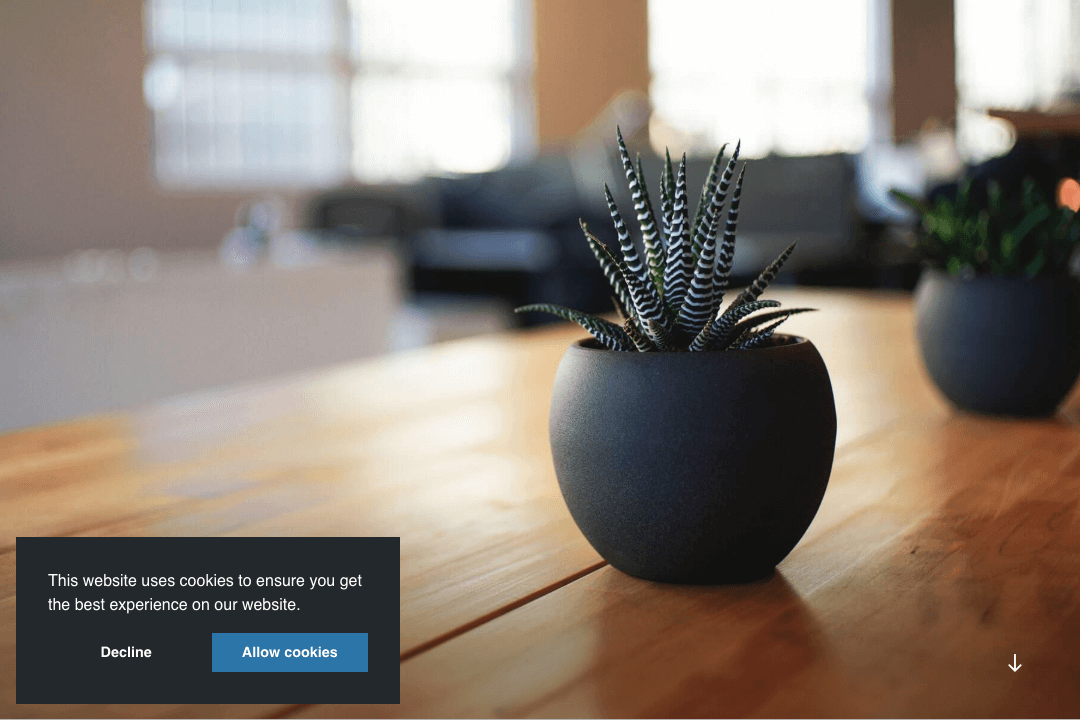 This website uses cookies to ensure you get
the best experience on our website.
Decline
Allow cookies